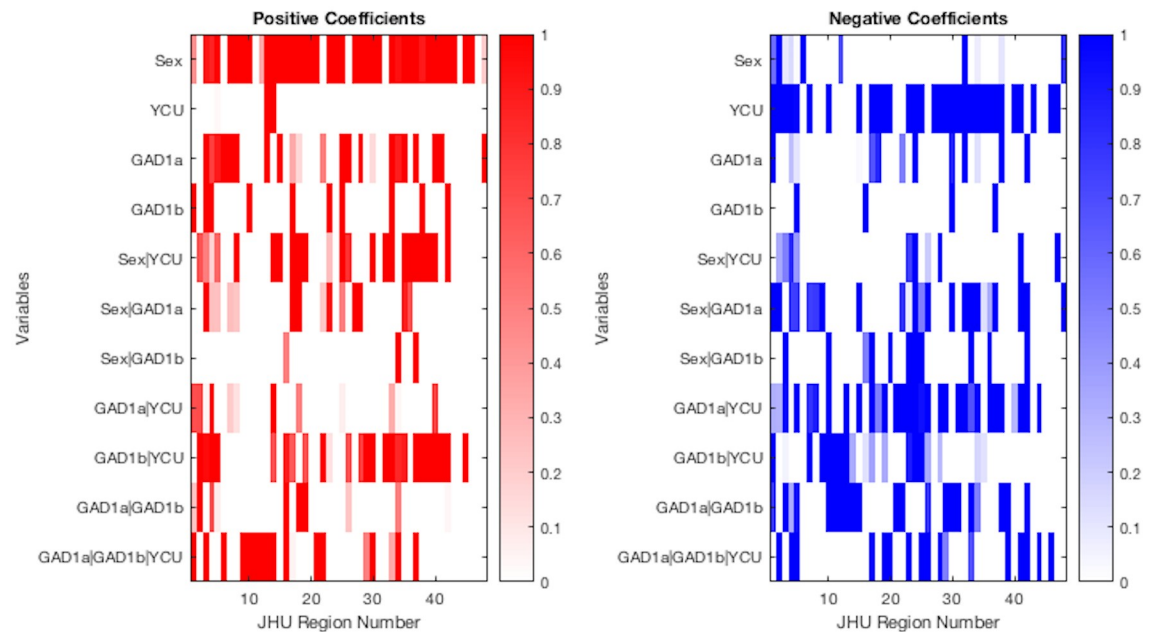 Positive Coefficients
Variables
Sex
YCU
GAD1a
GAD1b
Sex|YCU
Sex|GAD1a
Sex|GAD1b
GAD1a|YCU
GAD1b|YCU
GAD1a|GAD1b
GAD1a|GAD1b|YCU
10 20 30 40
JHU Region Number
1
0.9
0.8
0.7
0.6
0.5
0.4
0.3
0.2
0.1
0
Negative Coefficients
Variables
Sex
YCU
GAD1a
GAD1b
Sex|YCU
Sex|GAD1a
Sex|GAD1b
GAD1a|YCU
GAD1b|YCU
GAD1a|GAD1b
GAD1a|GAD1b|YCU
10 20 30 40
JHU Region Number
1
0.9
0.8
0.7
0.6
0.5
0.4
0.3
0.2
0.1
0